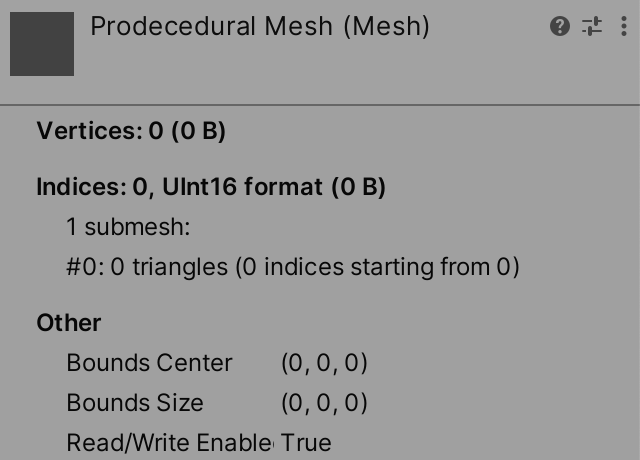 Prodecedural Mesh (Mesh)
Vertices: 0 (0 B)
Indices: 0, UInt16 format (0 B)
1 submesh:
#0: 0 triangles (0 indices starting from 0)
Other
Bounds Center (0, 0, 0)
Bounds Size (0, 0, 0)
Read/Write Enable True